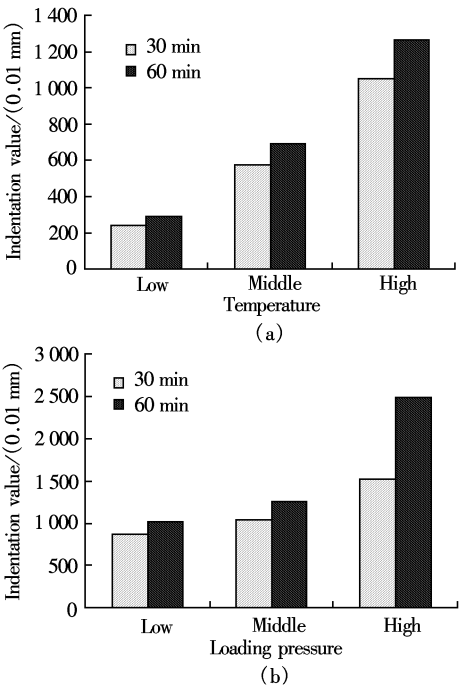 Indentation value/(0.01 mm)
1 400
1 200
1 000
800
600
400
200
0
30 min
60 min
Low Middle High
Temperature
(a)
Indentation value/(0.01 mm)
3 000
2 500
2 000
1 500
1 000
500
0
30 min
60 min
Low Middle High
Loading pressure
(b)